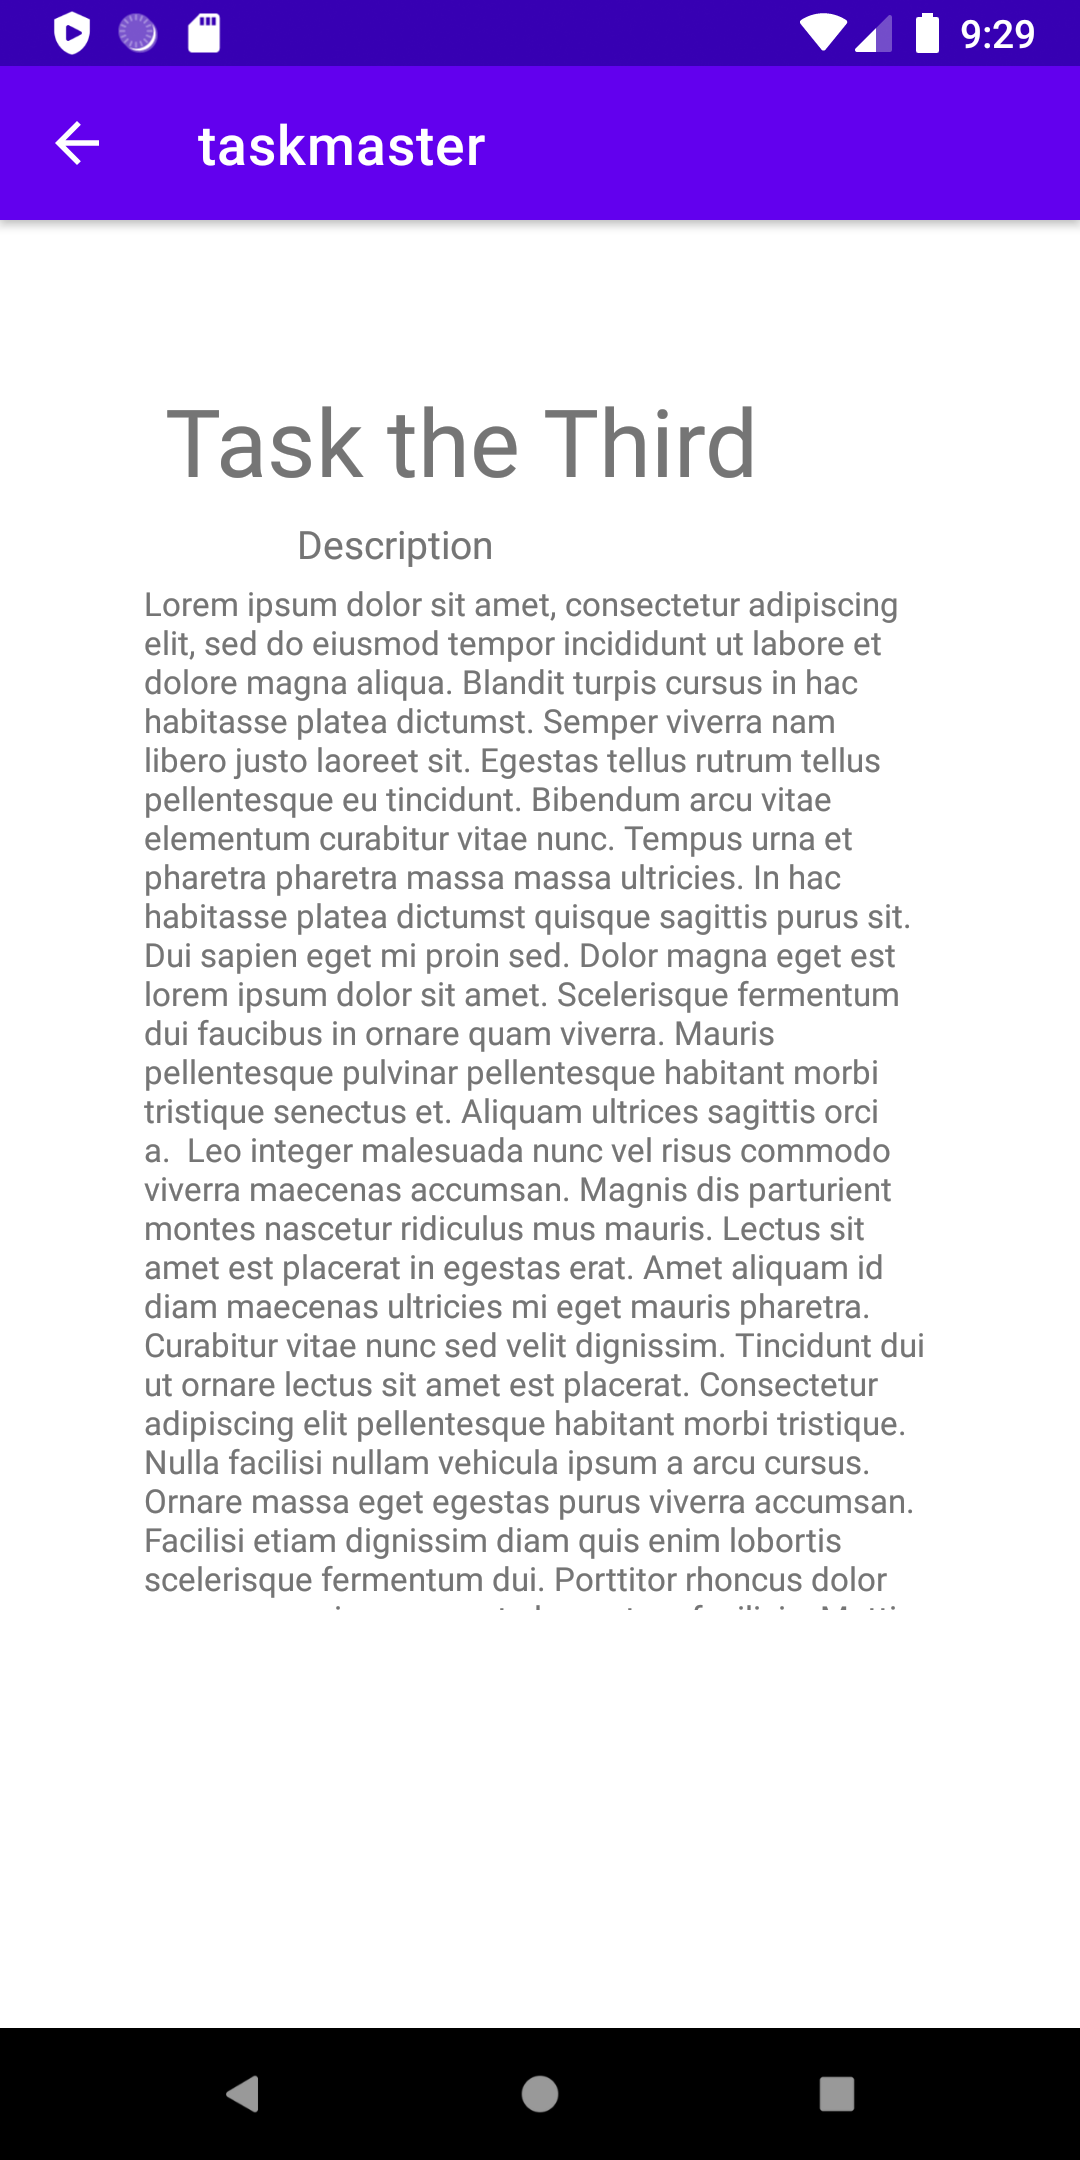 9:29
taskmaster
Task the Third
Description
Lorem ipsum dolor sit amet, consectetur adipiscing
elit, sed do eiusmod tempor incididunt ut labore et
dolore magna aliqua. Blandit turpis cursus in hac
habitasse platea dictumst. Semper viverra nam
libero justo laoreet sit. Egestas tellus rutrum tellus
pellentesque eu tincidunt. Bibendum arcu vitae
elementum curabitur vitae nunc. Tempus urna et
pharetra pharetra massa massa ultricies. In hac
habitasse platea dictumst quisque sagittis purus sit.
Dui sapien eget mi proin sed. Dolor magna eget est
lorem ipsum dolor sit amet. Scelerisque fermentum
dui faucibus in ornare quam viverra. Mauris
pellentesque pulvinar pellentesque habitant morbi
tristique senectus et. Aliquam ultrices sagittis orci
a.  Leo integer malesuada nunc vel risus commodo
viverra maecenas accumsan. Magnis dis parturient
montes nascetur ridiculus mus mauris. Lectus sit
amet est placerat in egestas erat. Amet aliquam id
diam maecenas ultricies mi eget mauris pharetra.
Curabitur vitae nunc sed velit dignissim. Tincidunt dui
ut ornare lectus sit amet est placerat. Consectetur
adipiscing elit pellentesque habitant morbi tristique.
Nulla facilisi nullam vehicula ipsum a arcu cursus.
Ornare massa eget egestas purus viverra accumsan.
Facilisi etiam dignissim diam quis enim lobortis
scelerisque fermentum dui. Porttitor rhoncus dolor